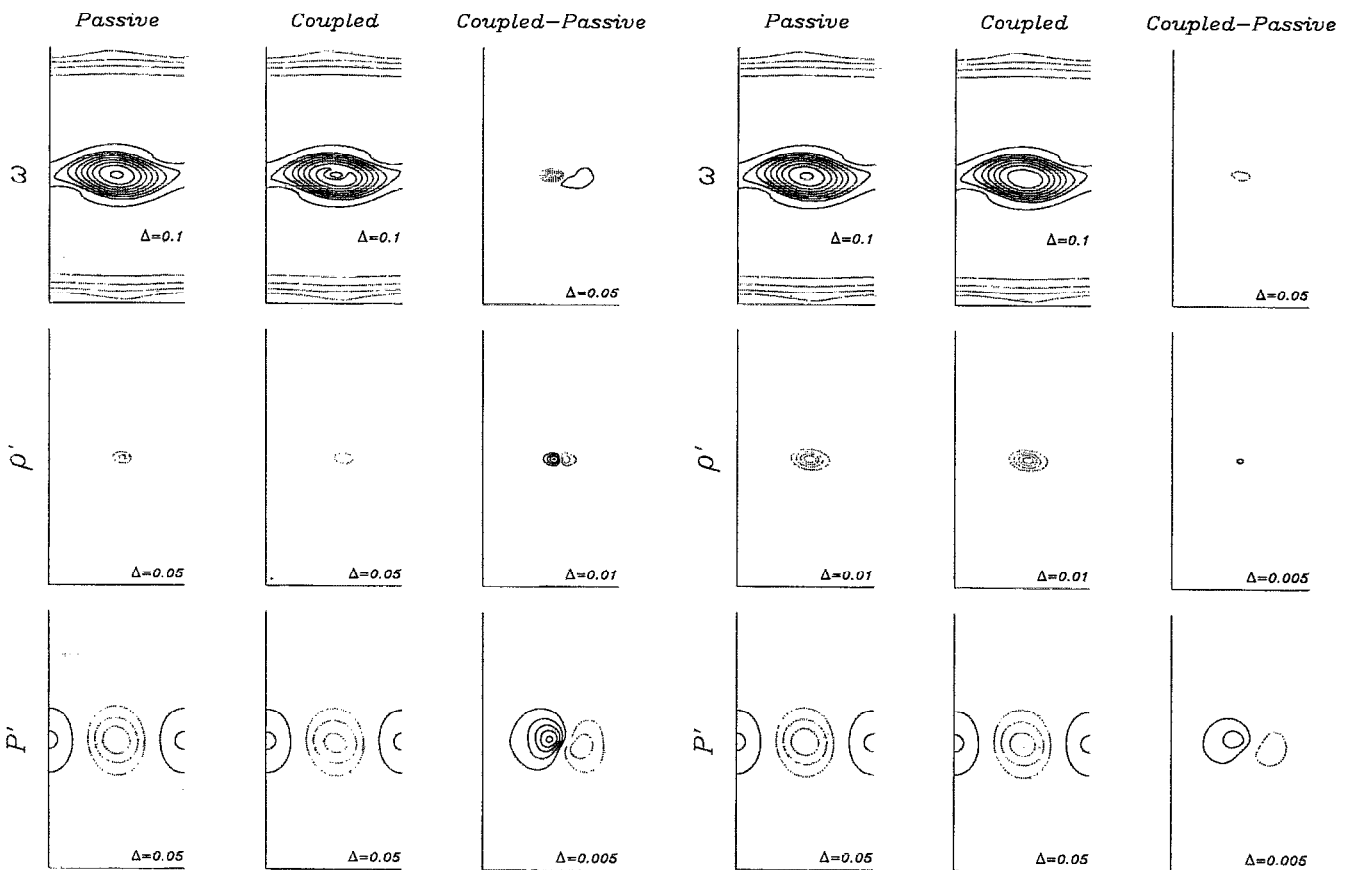 Passive Coupled Coupled-Passive Passive Coupled Coupled-Passive
ω Δ=0.1 Δ=0.1 Δ=0.05 ω Δ=0.1 Δ=0.1 Δ=0.05
ρ' Δ=0.05 Δ=0.05 Δ=0.01 ρ' Δ=0.01 Δ=0.01 Δ=0.005
P' Δ=0.05 Δ=0.05 Δ=0.005 P' Δ=0.05 Δ=0.05 Δ=0.005